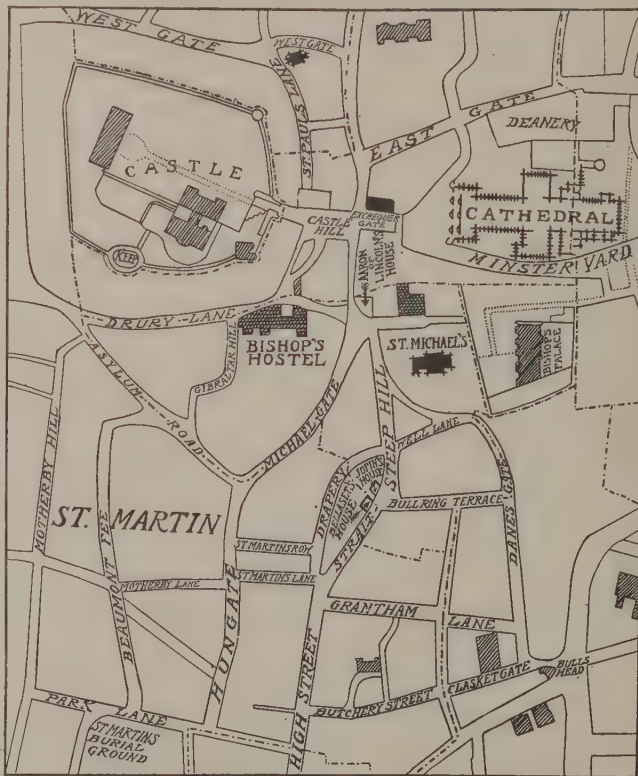 WEST GATE
WEST GATE
ST. PAULS LANE
EAST GATE
DEANERY
CASTLE
EXCHEQUER
GATE
CASTLE
HILL
CATHEDRAL
AARON
OF
LINCOLN'S
HOUSE
KEEP
MINSTER YARD
DRURY LANE
BISHOP'S
HOSTEL
GIBRALTAR HILL
ST. MICHAEL'S
BISHOP'S
PALACE
ASYLUM
ROAD
MICHAELGATE
STEEP HILL
WELL LANE
MOTHERBY HILL
DRAPERY
HOUSE
HOUSE
STRAIT
BULLRING TERRACE
DANES GATE
ST. MARTIN
BEAUMONT FEE
HUNGATE
ST MARTINS ROW
MOTHERBY LANE
ST MARTINS LANE
GRANTHAM
LANE
HIGH STREET
CLASKETGATE
BULLS
HEAD
BUTCHERY STREET
PARK LANE
ST MARTINS
BURIAL
GROUND